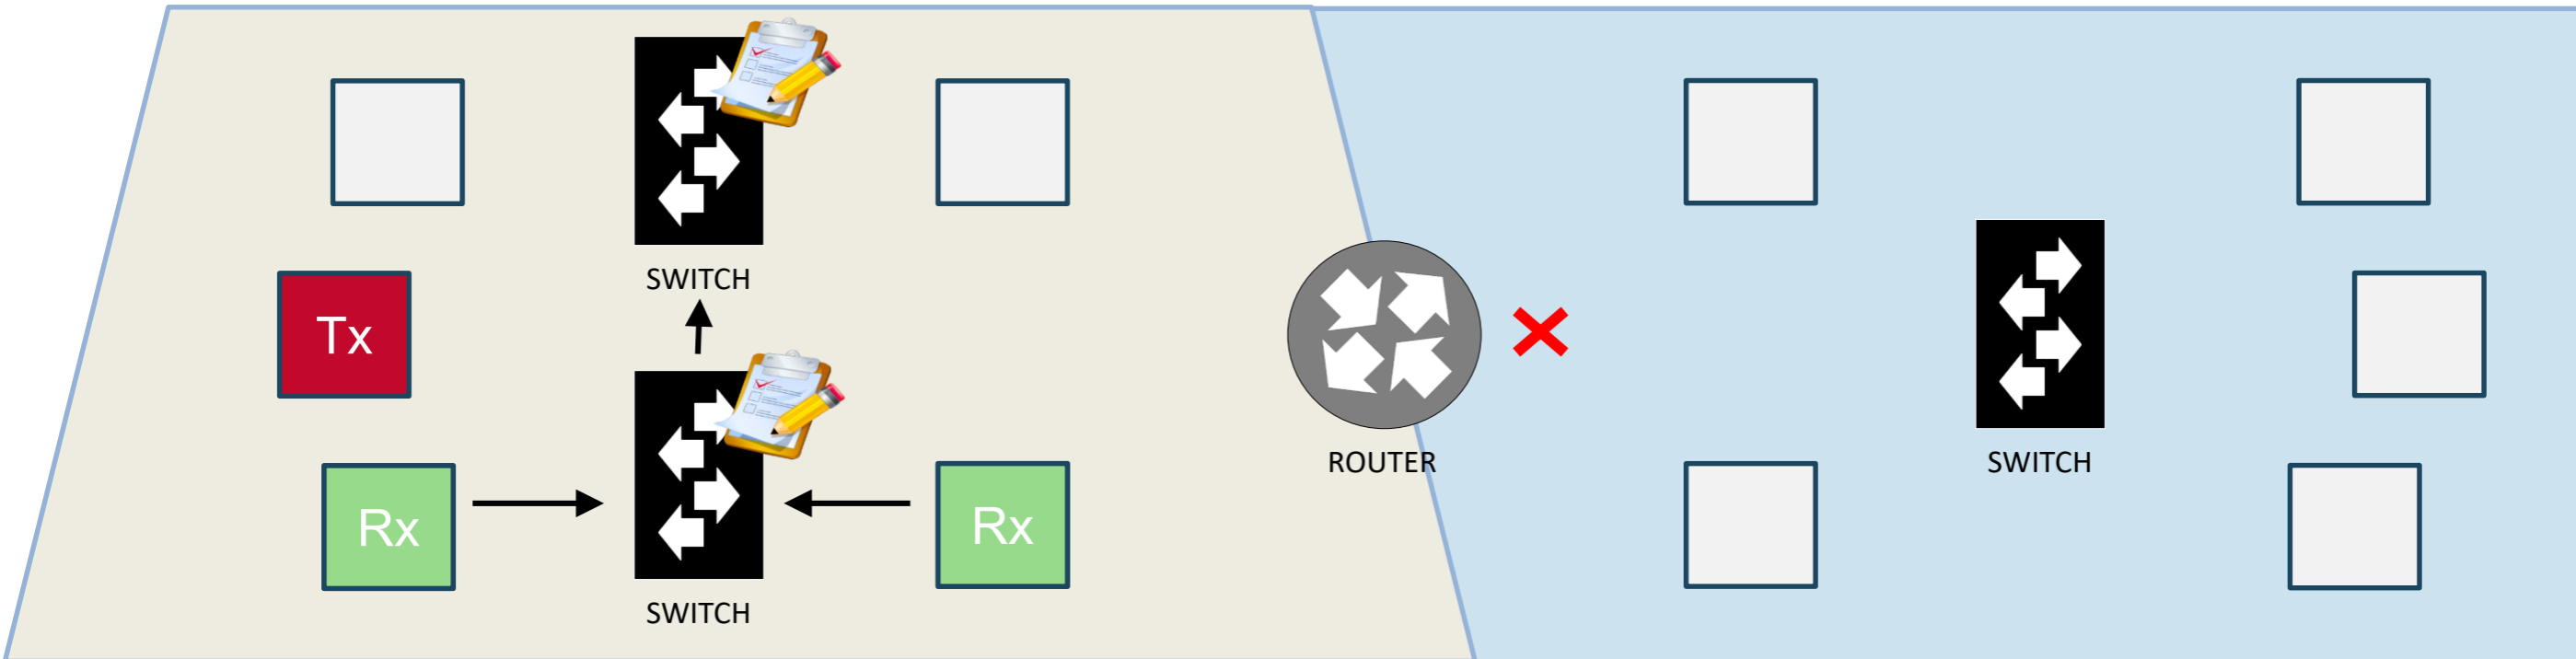 SWITCH
Tx
ROUTER
SWITCH
Rx
Rx
SWITCH